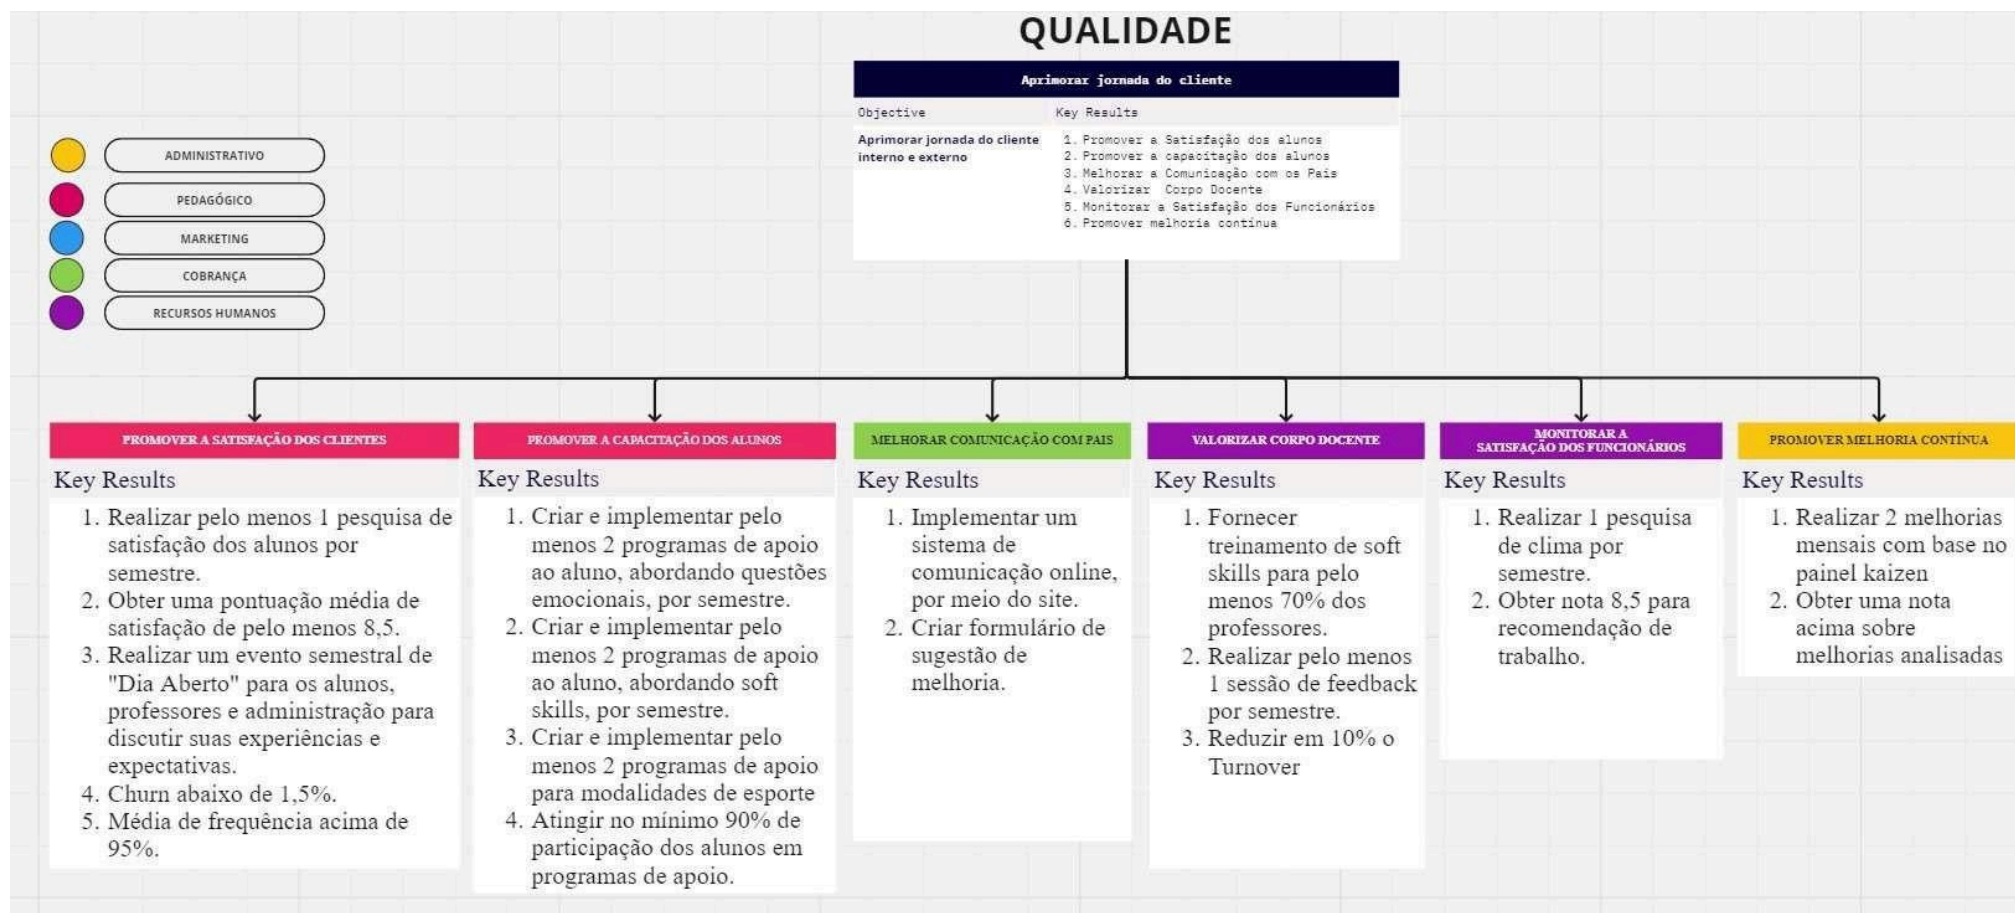 QUALIDADE
Aprimorar jornada do cliente
Objective
Key Results
Aprimorar jornada do cliente
interno e externo
1. Promover a Satisfação dos alunos
2. Promover a capacitação dos alunos
3. Melhorar a Comunicação com os Pais
4. Valorizar Corpo Docente
5. Monitorar a Satisfação dos Funcionários
6. Promover melhoria contínua
ADMINISTRATIVO
PEDAGÓGICO
MARKETING
COBRANÇA
RECURSOS HUMANOS
PROMOVER A SATISFAÇÃO DOS CLIENTES
Key Results
1. Realizar pelo menos 1 pesquisa de
satisfação dos alunos por
semestre.
2. Obter uma pontuação média de
satisfação de pelo menos 8,5.
3. Realizar um evento semestral de
"Dia Aberto" para os alunos,
professores e administração para
discutir suas experiências e
expectativas.
4. Churn abaixo de 1,5%.
5. Média de frequência acima de
95%.
PROMOVER A CAPACITAÇÃO DOS ALUNOS
Key Results
1. Criar e implementar pelo
menos 2 programas de apoio
ao aluno, abordando questões
emocionais, por semestre.
2. Criar e implementar pelo
menos 2 programas de apoio
ao aluno, abordando soft
skills, por semestre.
3. Criar e implementar pelo
menos 2 programas de apoio
para modalidades de esporte
4. Atingir no mínimo 90% de
participação dos alunos em
programas de apoio.
MELHORAR COMUNICAÇÃO COM PAIS
Key Results
1. Implementar um
sistema de
comunicação online,
por meio do site.
2. Criar formulário de
sugestão de
melhoria.
VALORIZAR CORPO DOCENTE
Key Results
1. Fornecer
treinamento de soft
skills para pelo
menos 70% dos
professores.
2. Realizar pelo menos
1 sessão de feedback
por semestre.
3. Reduzir em 10% o
Turnover
MONITORAR A
SATISFAÇÃO DOS FUNCIONÁRIOS
Key Results
1. Realizar 1 pesquisa
de clima por
semestre.
2. Obter nota 8,5 para
recomendação de
trabalho.
PROMOVER MELHORIA CONTÍNUA
Key Results
1. Realizar 2 melhorias
mensais com base no
painel kaizen
2. Obter uma nota
acima sobre
melhorias analisadas